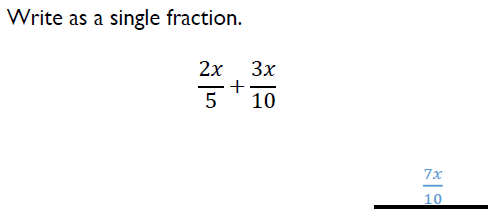 Write as a single fraction.
2x/5 + 3x/10
7x/10